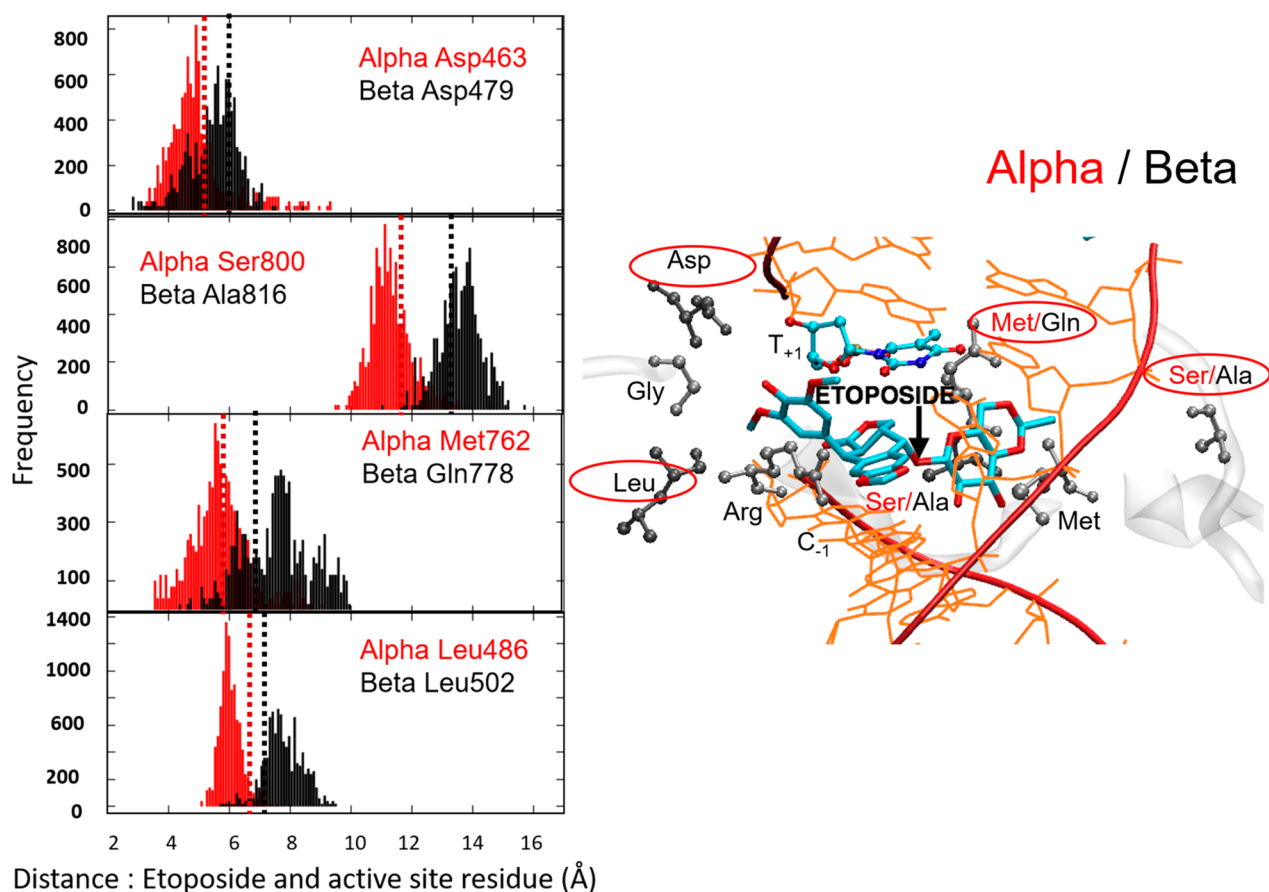 800
600
400
200
0
Alpha Asp463
Beta Asp479
800
600
400
200
0
Alpha Ser800
Beta Ala816
500
300
100
Alpha Met762
Beta Gln778
1400
1000
600
200
0
Alpha Leu486
Beta Leu502
Frequency
2 4 6 8 10 12 14 16
Distance : Etoposide and active site residue (Å)
Alpha / Beta
Asp
T+1
Met/Gln
Gly
Ser/Ala
ETOPOSIDE
Leu
Arg
Ser/Ala
Met
C-1